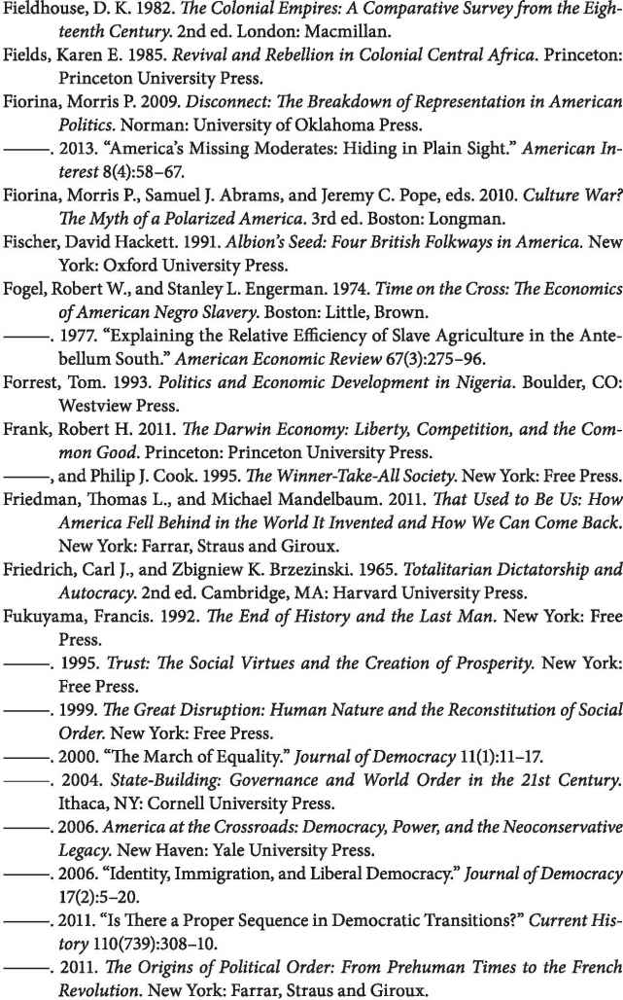 Fieldhouse, D. K. 1982. The Colonial Empires: A Comparative Survey from the Eigh-
teenth Century. 2nd ed. London: Macmillan.
Fields, Karen E. 1985. Revival and Rebellion in Colonial Central Africa. Princeton:
Princeton University Press.
Fiorina, Morris P. 2009. Disconnect: The Breakdown of Representation in American
Politics. Norman: University of Oklahoma Press.
———. 2013. “America’s Missing Moderates: Hiding in Plain Sight.” American In-
terest 8(4):58–67.
Fiorina, Morris P., Samuel J. Abrams, and Jeremy C. Pope, eds. 2010. Culture War?
The Myth of a Polarized America. 3rd ed. Boston: Longman.
Fischer, David Hackett. 1991. Albion’s Seed: Four British Folkways in America. New
York: Oxford University Press.
Fogel, Robert W., and Stanley L. Engerman. 1974. Time on the Cross: The Economics
of American Negro Slavery. Boston: Little, Brown.
———. 1977. “Explaining the Relative Efficiency of Slave Agriculture in the Ante-
bellum South.” American Economic Review 67(3):275–96.
Forrest, Tom. 1993. Politics and Economic Development in Nigeria. Boulder, CO:
Westview Press.
Frank, Robert H. 2011. The Darwin Economy: Liberty, Competition, and the Com-
mon Good. Princeton: Princeton University Press.
———, and Philip J. Cook. 1995. The Winner-Take-All Society. New York: Free Press.
Friedman, Thomas L., and Michael Mandelbaum. 2011. That Used to Be Us: How
America Fell Behind in the World It Invented and How We Can Come Back.
New York: Farrar, Straus and Giroux.
Friedrich, Carl J., and Zbigniew K. Brzezinski. 1965. Totalitarian Dictatorship and
Autocracy. 2nd ed. Cambridge, MA: Harvard University Press.
Fukuyama, Francis. 1992. The End of History and the Last Man. New York: Free
Press.
———. 1995. Trust: The Social Virtues and the Creation of Prosperity. New York:
Free Press.
———. 1999. The Great Disruption: Human Nature and the Reconstitution of Social
Order. New York: Free Press.
———. 2000. “The March of Equality.” Journal of Democracy 11(1):11–17.
———. 2004. State-Building: Governance and World Order in the 21st Century.
Ithaca, NY: Cornell University Press.
———. 2006. America at the Crossroads: Democracy, Power, and the Neoconservative
Legacy. New Haven: Yale University Press.
———. 2006. “Identity, Immigration, and Liberal Democracy.” Journal of Democracy
17(2):5–20.
———. 2011. “Is There a Proper Sequence in Democratic Transitions?” Current His-
tory 110(739):308–10.
———. 2011. The Origins of Political Order: From Prehuman Times to the French
Revolution. New York: Farrar, Straus and Giroux.